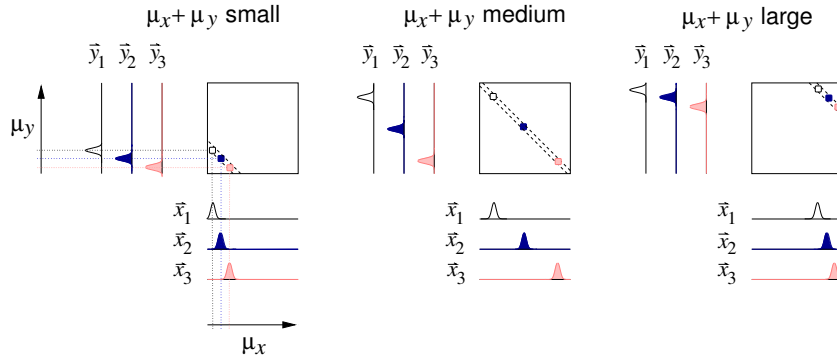 μx + μy small
μx + μy medium
μx + μy large
y⃗1 y⃗2 y⃗3
y⃗1 y⃗2 y⃗3
y⃗1 y⃗2 y⃗3
μy
x⃗1
x⃗2
x⃗3
x⃗1
x⃗2
x⃗3
x⃗1
x⃗2
x⃗3
μx